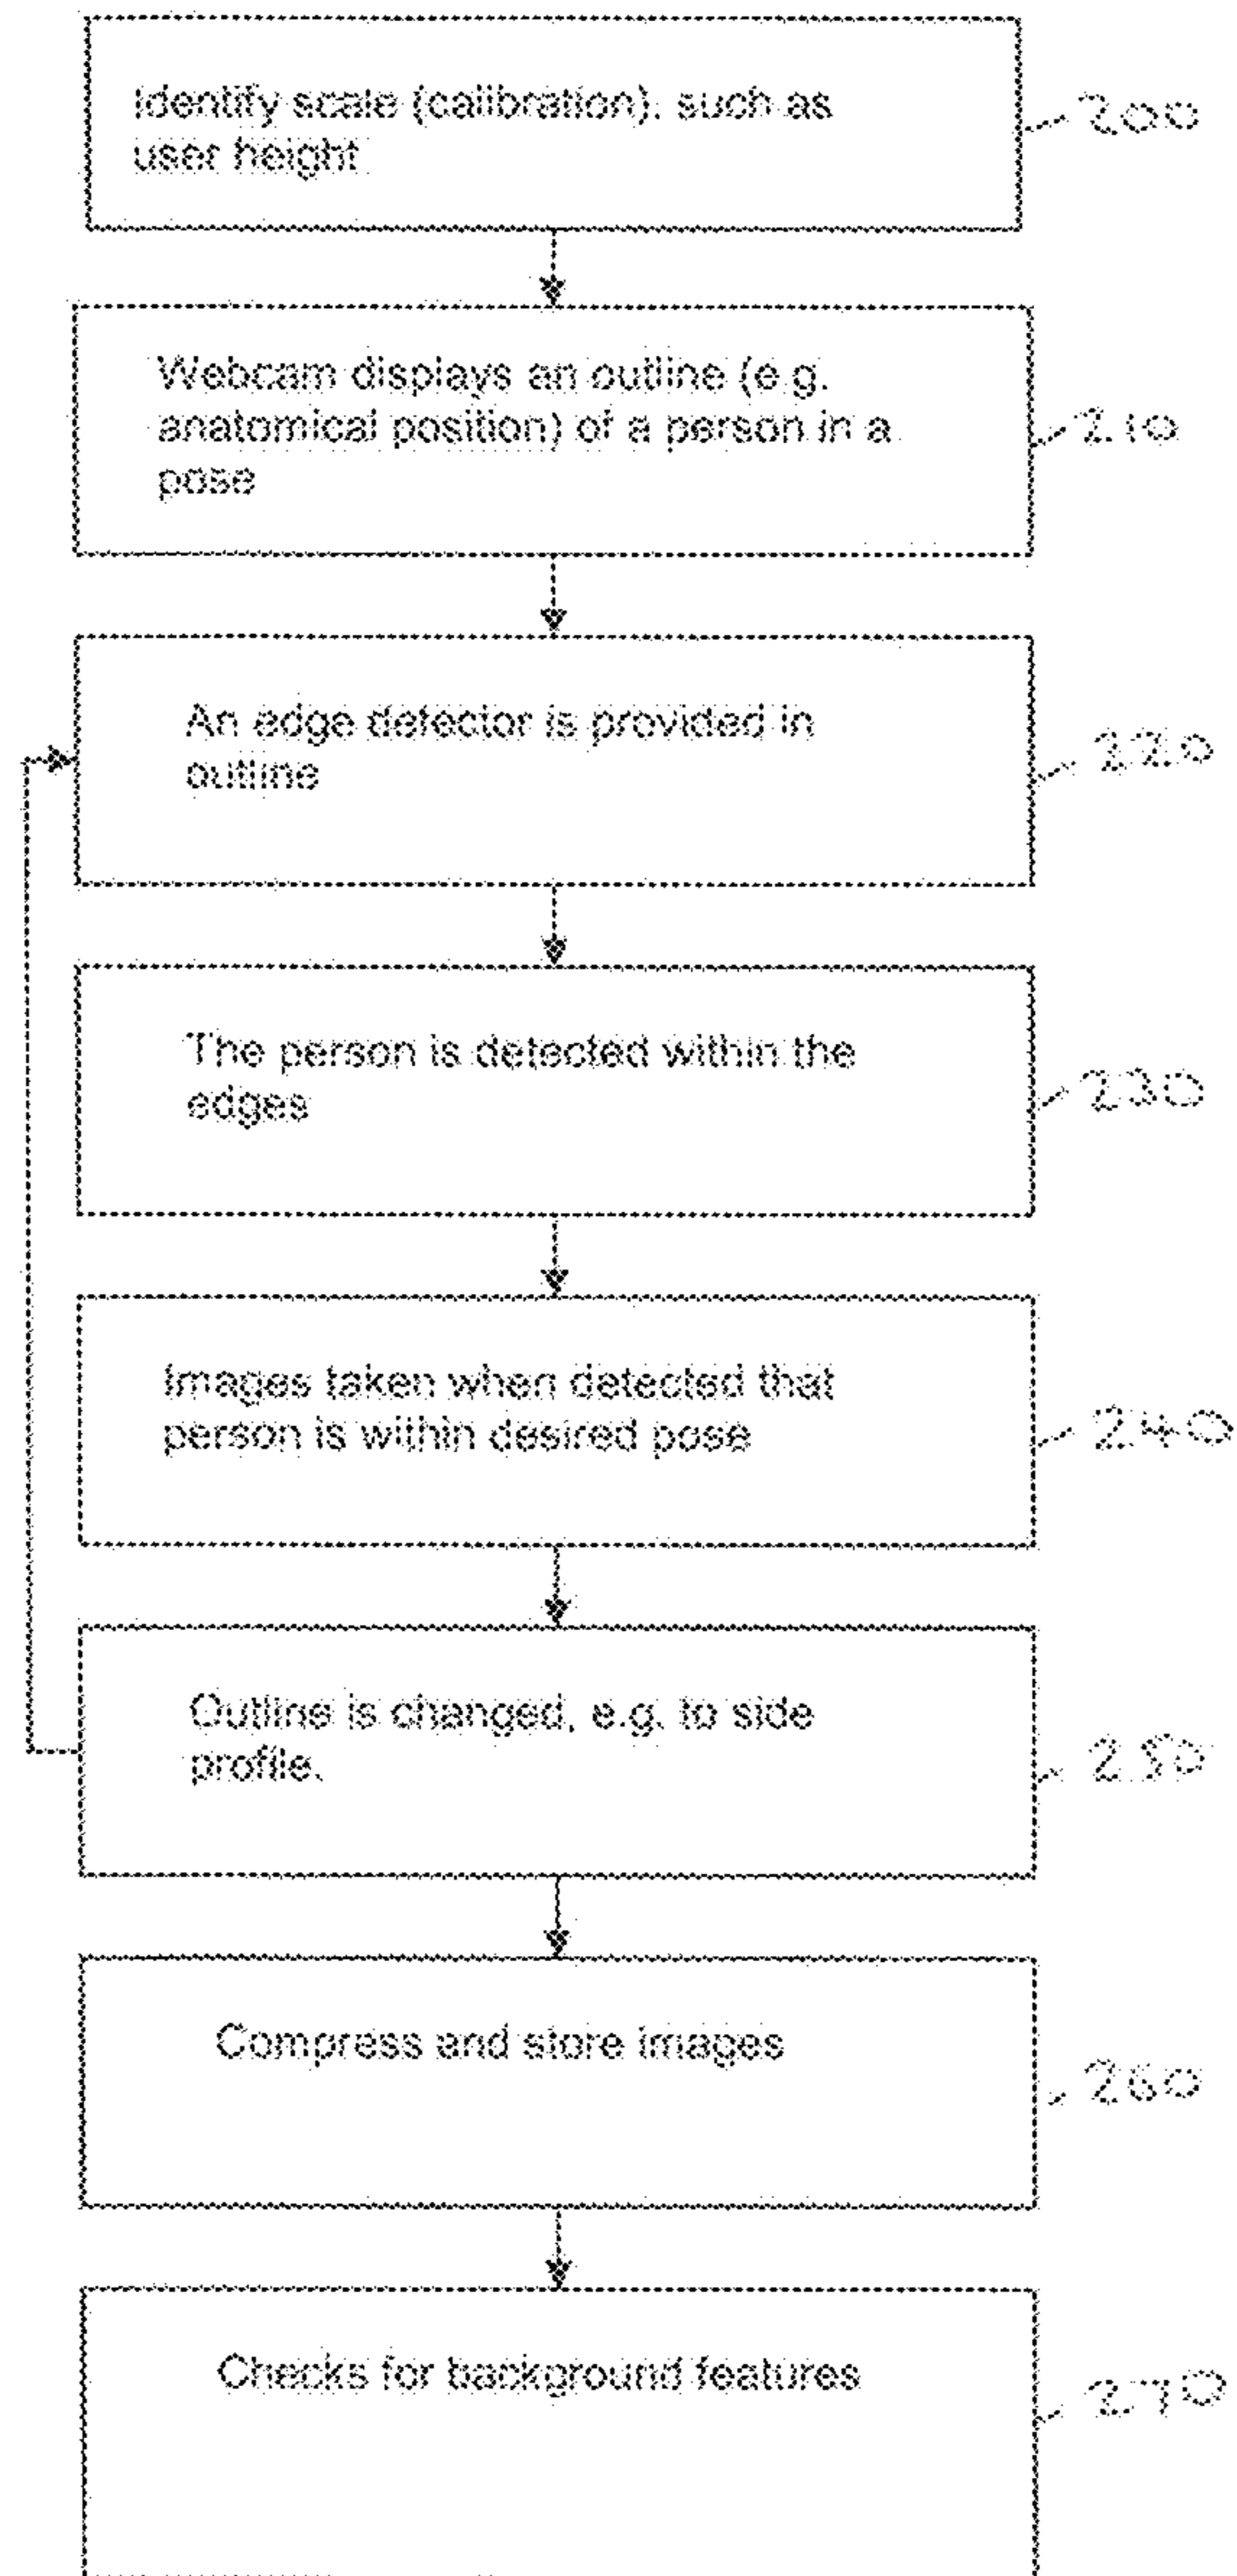 Identify scale (calibration), such as
user height
200
Webcam displays an outline (e.g.
anatomical position) of a person in a
pose
210
An edge detector is provided in
outline
220
The person is detected within the
edges
230
Images taken when detected that
person is within desired pose
240
Outline is changed, e.g. to side
profile.
250
Compress and store images
260
Checks for background features
270